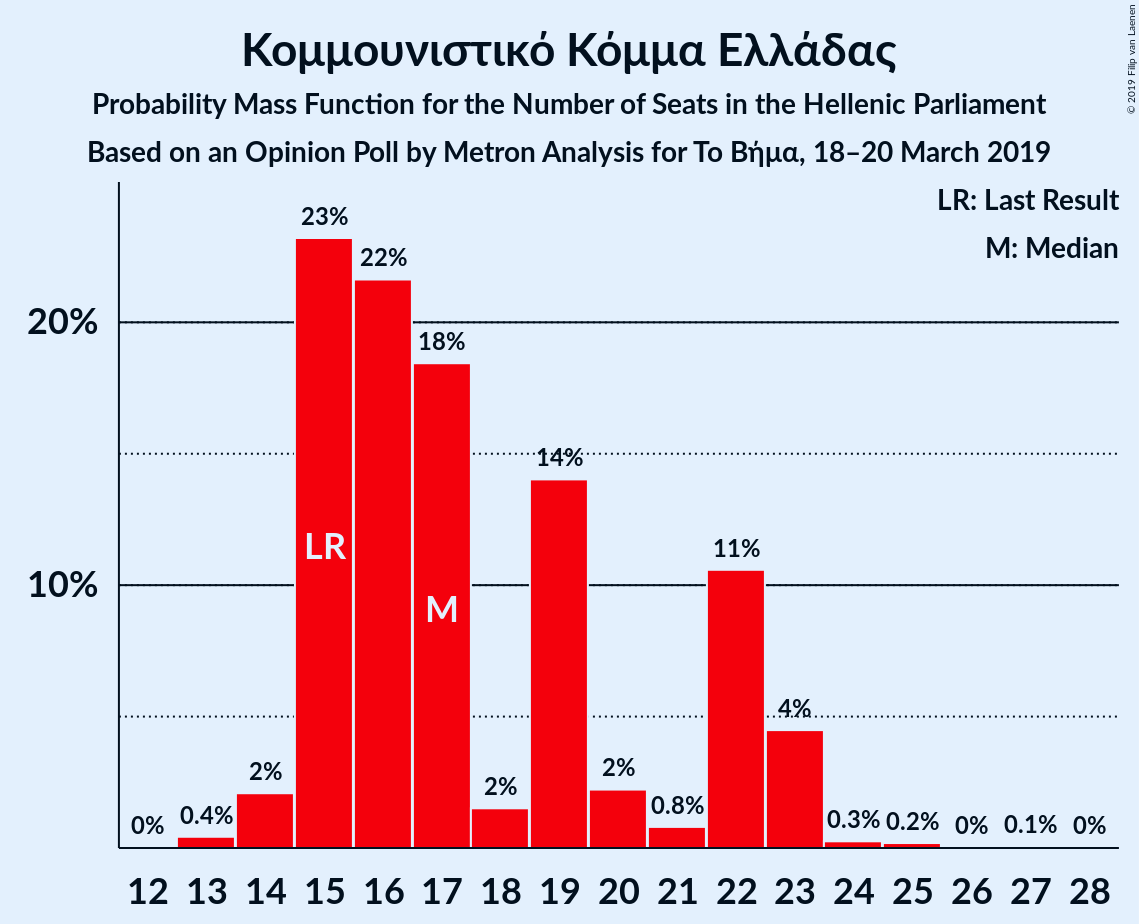 Κομμουνιστικό Κόμμα Ελλάδας
Probability Mass Function for the Number of Seats in the Hellenic Parliament
Based on an Opinion Poll by Metron Analysis for Το Βήμα, 18–20 March 2019
© 2019 Filip van Laenen
LR: Last Result
M: Median
20%
10%
0%
0.4%
2%
23%
22%
18%
2%
14%
2%
0.8%
11%
4%
0.3%
0.2%
0%
0.1%
0%
LR
M
12 13 14 15 16 17 18 19 20 21 22 23 24 25 26 27 28